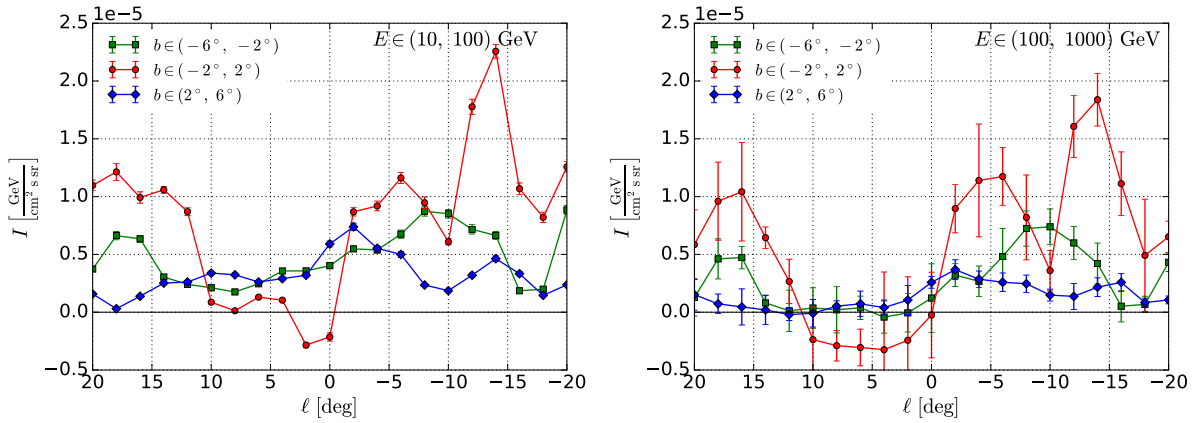 1e−5
E∈(10, 100) GeV
b∈(−6°, −2°)
b∈(−2°, 2°)
b∈(2°, 6°)
2.5
2.0
1.5
1.0
0.5
0.0
−0.5
I [GeV / cm² s sr]
20 15 10 5 0 −5 −10 −15 −20
ℓ [deg]
1e−5
E∈(100, 1000) GeV
b∈(−6°, −2°)
b∈(−2°, 2°)
b∈(2°, 6°)
2.5
2.0
1.5
1.0
0.5
0.0
−0.5
I [GeV / cm² s sr]
20 15 10 5 0 −5 −10 −15 −20
ℓ [deg]